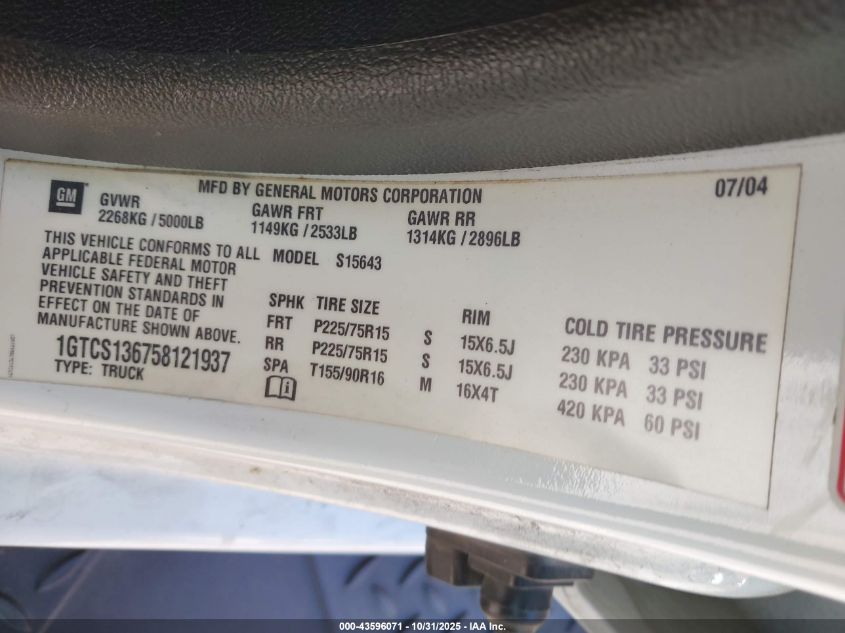 MFD BY GENERAL MOTORS CORPORATION 07/04
GM
GVWR GAWR FRT GAWR RR
2268KG / 5000LB 1149KG / 2533LB 1314KG / 2896LB
THIS VEHICLE CONFORMS TO ALL
APPLICABLE FEDERAL MOTOR
VEHICLE SAFETY AND THEFT
PREVENTION STANDARDS IN
EFFECT ON THE DATE OF
MANUFACTURE SHOWN ABOVE.
1GTCS136758121937
TYPE: TRUCK
MODEL S15643
SPHK TIRE SIZE RIM COLD TIRE PRESSURE
FRT P225/75R15 S 15X6.5J 230 KPA 33 PSI
RR P225/75R15 S 15X6.5J 230 KPA 33 PSI
SPA T155/90R16 M 16X4T 420 KPA 60 PSI
000-43596071 - 10/31/2025 - IAA Inc.